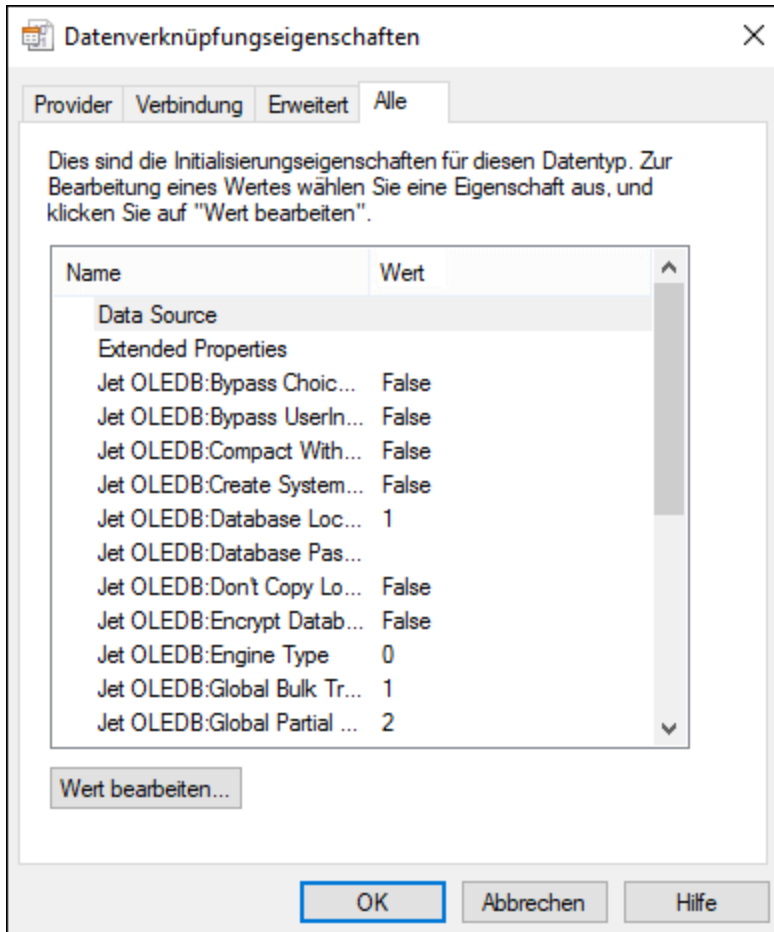 Datenverknüpfungseigenschaften
Provider Verbindung Erweitert Alle
Dies sind die Initialisierungseigenschaften für diesen Datentyp. Zur
Bearbeitung eines Wertes wählen Sie eine Eigenschaft aus, und
klicken Sie auf "Wert bearbeiten".
Name Wert
Data Source
Extended Properties
Jet OLEDB:Bypass Choic... False
Jet OLEDB:Bypass UserIn... False
Jet OLEDB:Compact With... False
Jet OLEDB:Create System... False
Jet OLEDB:Database Loc... 1
Jet OLEDB:Database Pas...
Jet OLEDB:Don't Copy Lo... False
Jet OLEDB:Encrypt Datab... False
Jet OLEDB:Engine Type 0
Jet OLEDB:Global Bulk Tr... 1
Jet OLEDB:Global Partial ... 2
Wert bearbeiten...
OK Abbrechen Hilfe